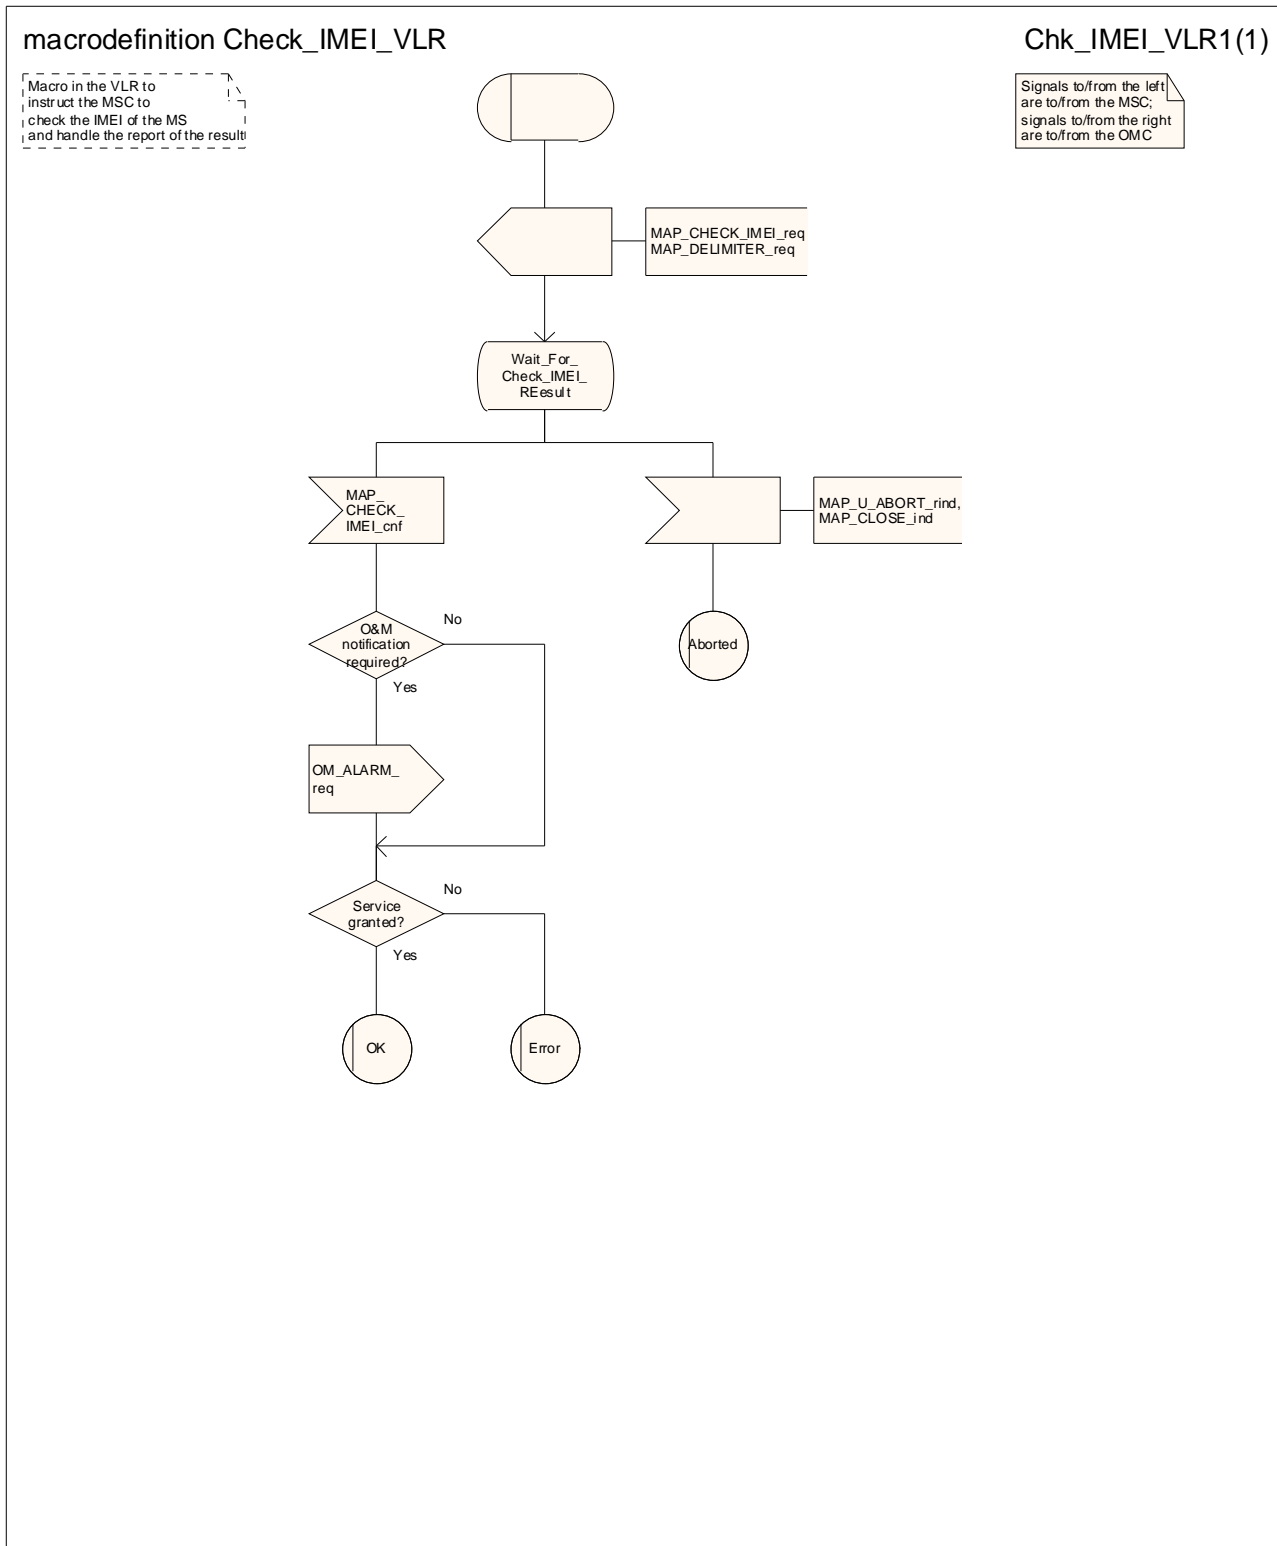 macrodefinition Check_IMEI_VLR
Chk_IMEI_VLR1(1)
Macro in the VLR to
instruct the MSC to
check the IMEI of the MS
and handle the report of the result
Signals to/from the left
are to/from the MSC;
signals to/from the right
are to/from the OMC
MAP_CHECK_IMEI_req
MAP_DELIMITER_req
Wait_For_
Check_IMEI_
REesult
MAP_
CHECK_
IMEI_cnf
MAP_U_ABORT_rind,
MAP_CLOSE_ind
O&M
notification
required?
No
Yes
Aborted
OM_ALARM_
req
Service
granted?
No
Yes
OK
Error